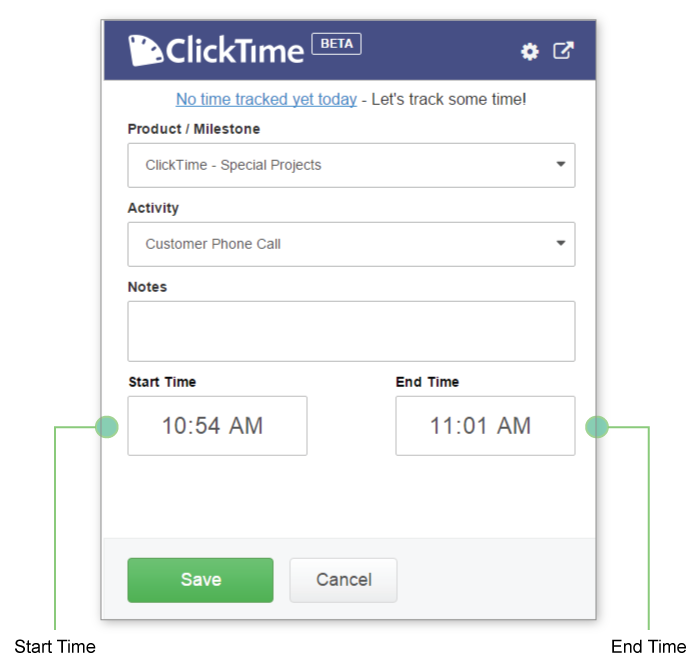 ClickTime BETA
No time tracked yet today - Let's track some time!
Product / Milestone
ClickTime - Special Projects
Activity
Customer Phone Call
Notes
Start Time End Time
10:54 AM 11:01 AM
Save Cancel
Start Time End Time